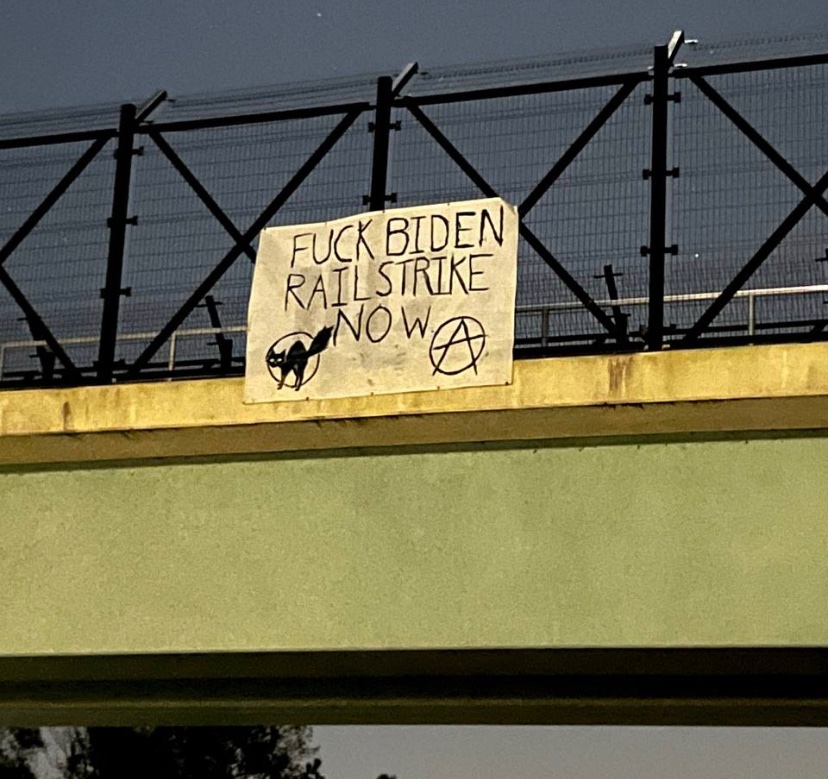 FUCK BIDEN
RAIL STRIKE
NOW